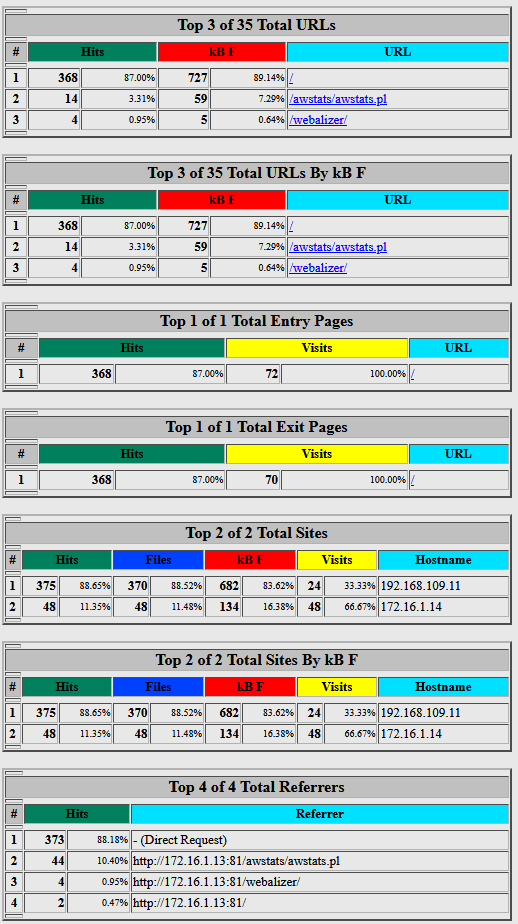 Top 3 of 35 Total URLs
# Hits kB F URL
1 368 87.00% 727 89.14% /
2 14 3.31% 59 7.29% /awstats/awstats.pl
3 4 0.95% 5 0.64% /webalizer/
Top 3 of 35 Total URLs By kB F
# Hits kB F URL
1 368 87.00% 727 89.14% /
2 14 3.31% 59 7.29% /awstats/awstats.pl
3 4 0.95% 5 0.64% /webalizer/
Top 1 of 1 Total Entry Pages
# Hits Visits URL
1 368 87.00% 72 100.00% /
Top 1 of 1 Total Exit Pages
# Hits Visits URL
1 368 87.00% 70 100.00% /
Top 2 of 2 Total Sites
# Hits Files kB F Visits Hostname
1 375 88.65% 370 88.52% 682 83.62% 24 33.33% 192.168.109.11
2 48 11.35% 48 11.48% 134 16.38% 48 66.67% 172.16.1.14
Top 2 of 2 Total Sites By kB F
# Hits Files kB F Visits Hostname
1 375 88.65% 370 88.52% 682 83.62% 24 33.33% 192.168.109.11
2 48 11.35% 48 11.48% 134 16.38% 48 66.67% 172.16.1.14
Top 4 of 4 Total Referrers
# Hits Referrer
1 373 88.18% - (Direct Request)
2 44 10.40% http://172.16.1.13:81/awstats/awstats.pl
3 4 0.95% http://172.16.1.13:81/webalizer/
4 2 0.47% http://172.16.1.13:81/